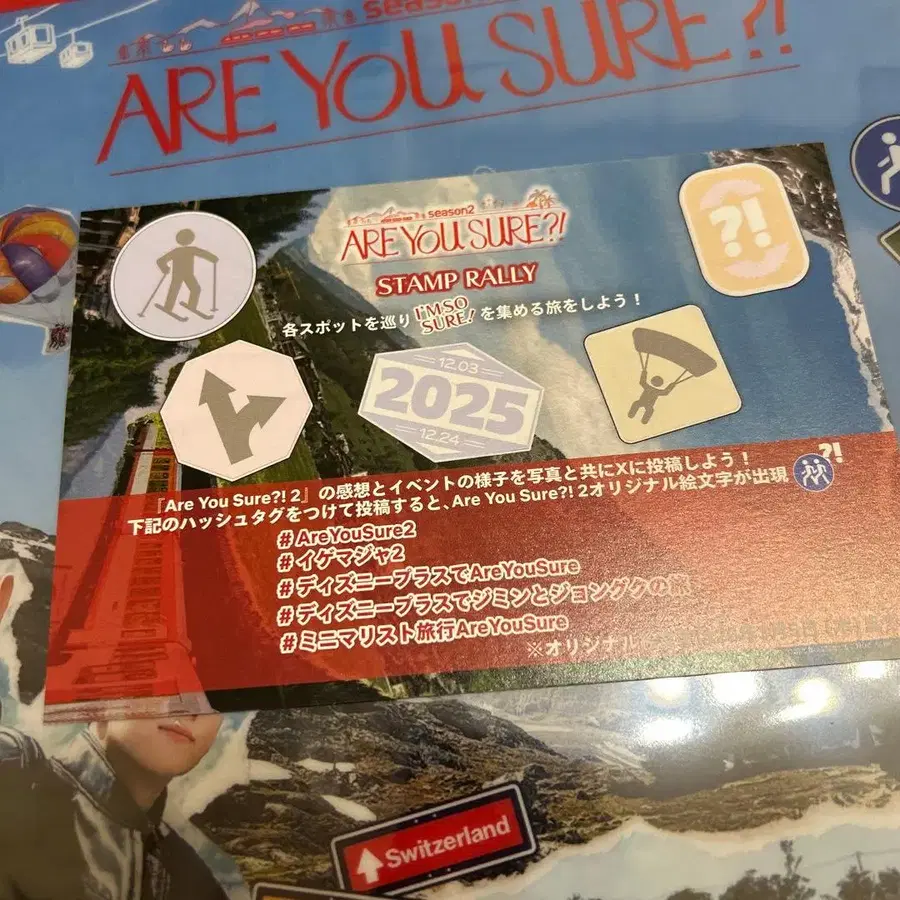 season
ARE YOU SURE?!
season2
ARE YOU SURE?!
?!
STAMP RALLY
各スポットを巡り I'M SO SURE! を集める旅をしよう！
12.03
2025
12.24
『Are You Sure?! 2』の感想とイベントの様子を写真と共にXに投稿しよう！
下記のハッシュタグをつけて投稿すると、Are You Sure?! 2オリジナル絵文字が出現
?!
# AreYouSure2
# イゲマジャ2
# ディズニープラスでAreYouSure
# ディズニープラスでジミンとジョングクの旅
# ミニマリスト旅行AreYouSure
※オリジナル
Switzerland